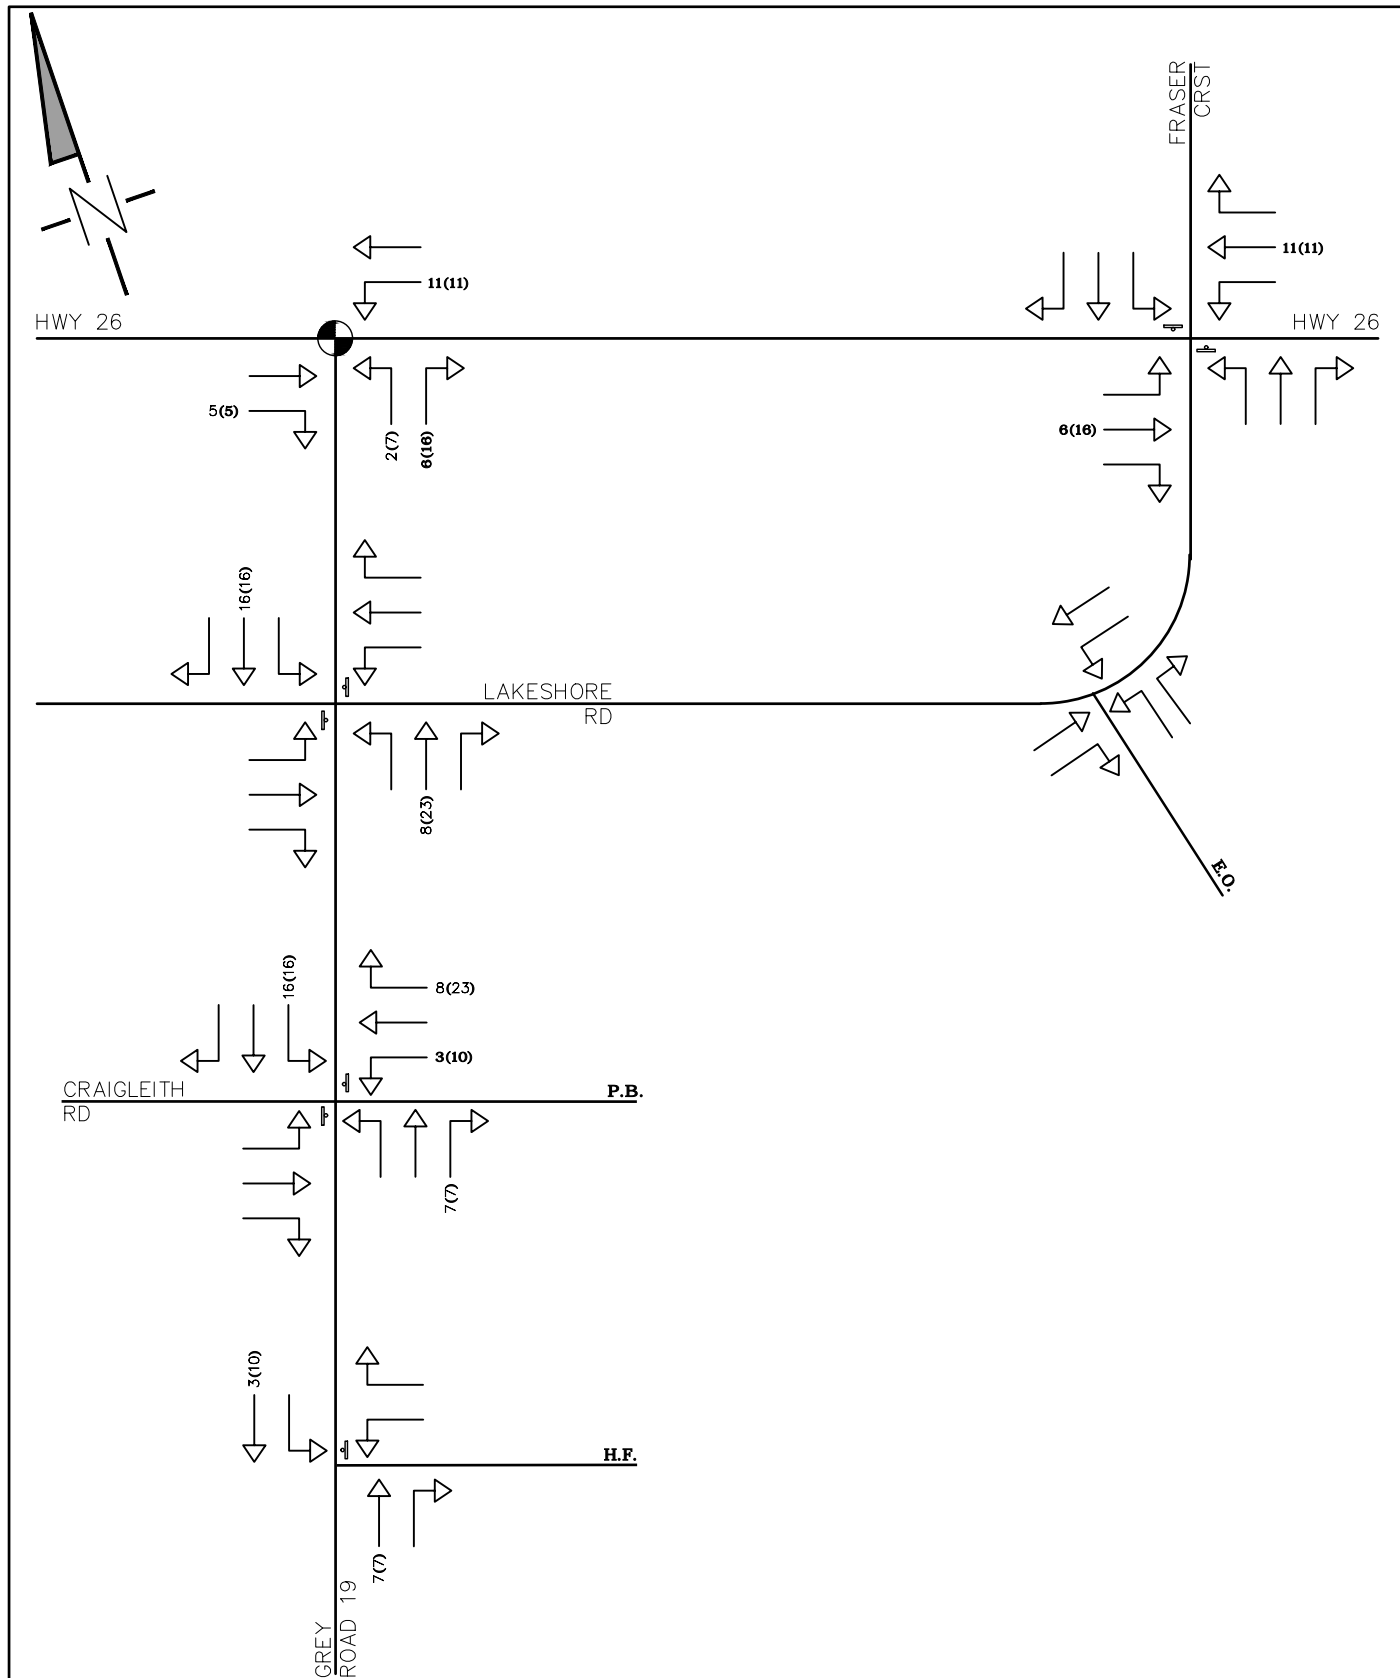 FRASER
CRST
11(11)
11(11)
HWY 26
HWY 26
5(5)
2(7)
6(16)
6(16)
16(16)
LAKESHORE
RD
8(23)
16(16)
8(23)
3(10)
E.O.
CRAIGLEITH
RD
P.B.
7(7)
3(10)
H.F.
7(7)
GREY
ROAD 19